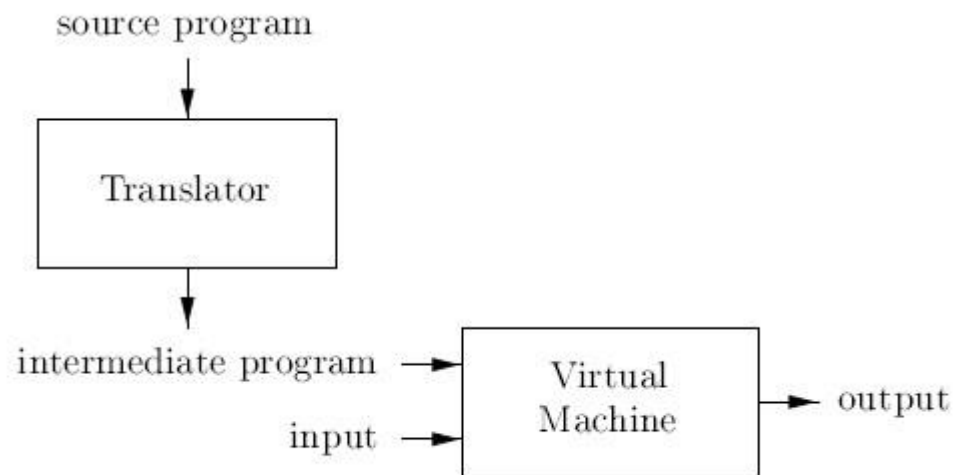 source program
Translator
intermediate program
input
Virtual
Machine
output